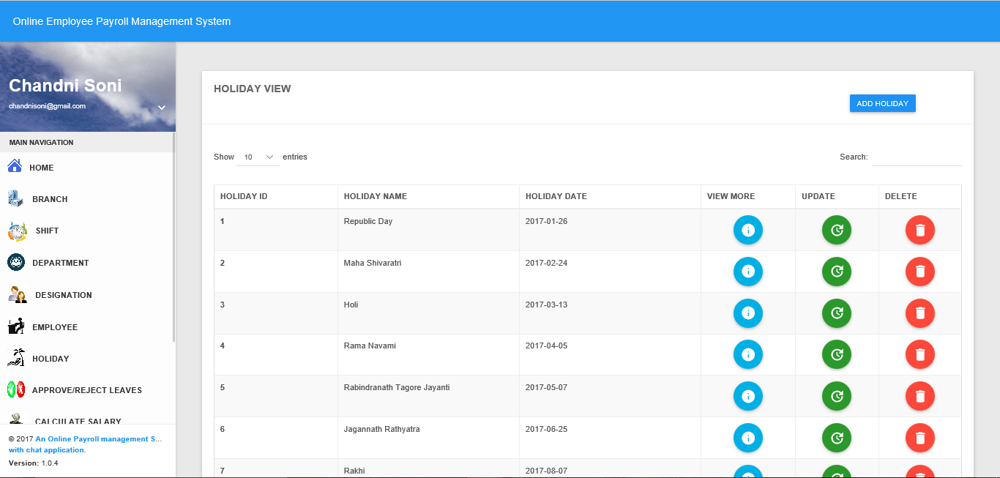 Online Employee Payroll Management System
Chandni Soni
chandnisoni@gmail.com
MAIN NAVIGATION
HOME
BRANCH
SHIFT
DEPARTMENT
DESIGNATION
EMPLOYEE
HOLIDAY
APPROVE/REJECT LEAVES
CALCULATE SALARY
© 2017 An Online Payroll management S...
with chat application.
Version: 1.0.4
HOLIDAY VIEW
ADD HOLIDAY
Show 10 entries Search:
HOLIDAY ID HOLIDAY NAME HOLIDAY DATE VIEW MORE UPDATE DELETE
1 Republic Day 2017-01-26
2 Maha Shivaratri 2017-02-24
3 Holi 2017-03-13
4 Rama Navami 2017-04-05
5 Rabindranath Tagore Jayanti 2017-05-07
6 Jagannath Rathyatra 2017-06-25
7 Rakhi 2017-08-07